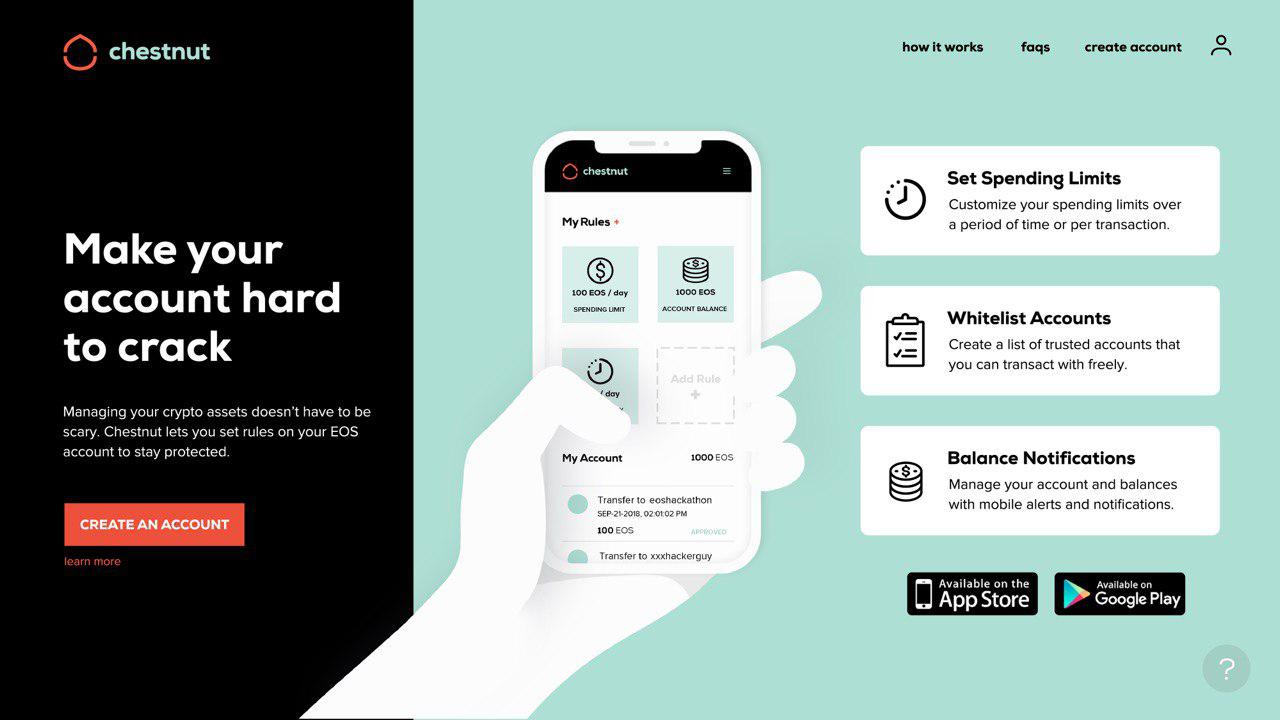 chestnut
how it works
faqs
create account
Make your
account hard
to crack
Managing your crypto assets doesn't have to be
scary. Chestnut lets you set rules on your EOS
account to stay protected.
CREATE AN ACCOUNT
learn more
chestnut
My Rules +
100 EOS / day
SPENDING LIMIT
1000 EOS
ACCOUNT BALANCE
/ day
Add Rule
+
My Account
1000 EOS
Transfer to eoshackathon
SEP-21-2018, 02:01:02 PM
100 EOS
APPROVED
Transfer to xxxhackerguy
Set Spending Limits
Customize your spending limits over
a period of time or per transaction.
Whitelist Accounts
Create a list of trusted accounts that
you can transact with freely.
Balance Notifications
Manage your account and balances
with mobile alerts and notifications.
Available on the
App Store
Available on
Google Play
?